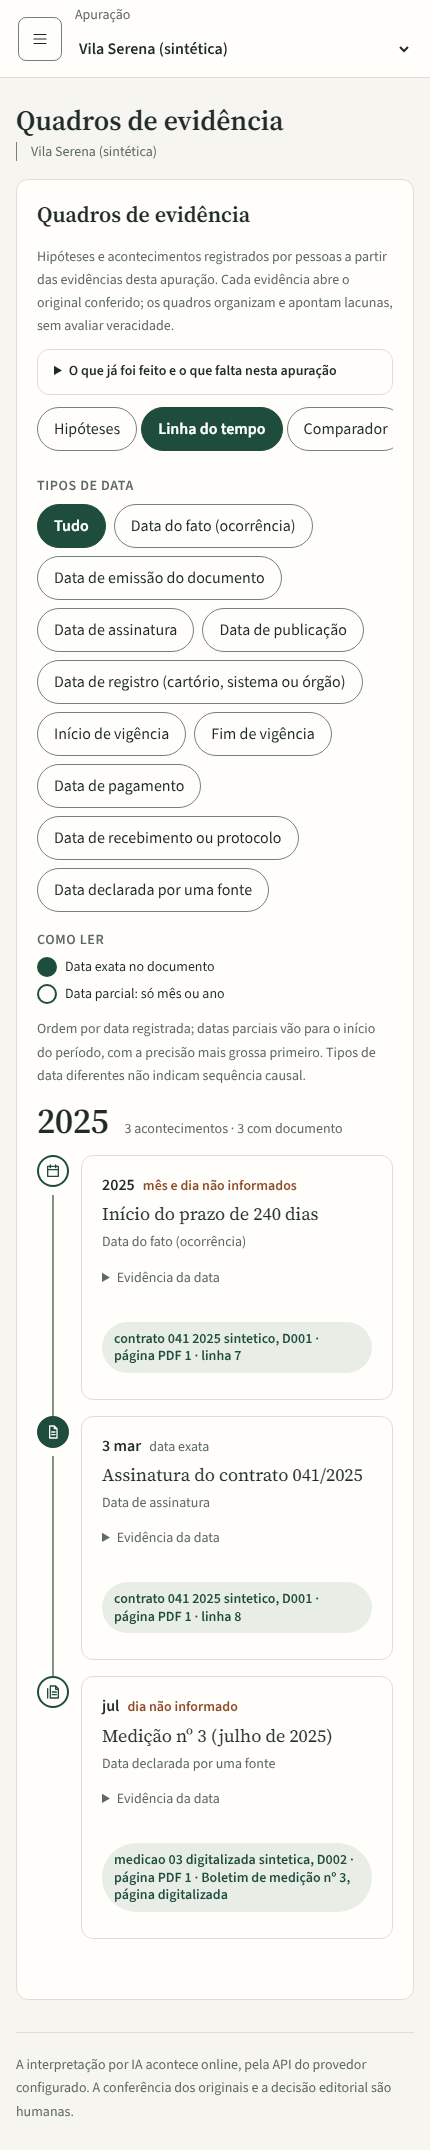 Apuração
Vila Serena (sintética)
Quadros de evidência
Vila Serena (sintética)
Quadros de evidência
Hipóteses e acontecimentos registrados por pessoas a partir
das evidências desta apuração. Cada evidência abre o
original conferido; os quadros organizam e apontam lacunas,
sem avaliar veracidade.
O que já foi feito e o que falta nesta apuração
Hipóteses Linha do tempo Comparador
TIPOS DE DATA
Tudo Data do fato (ocorrência)
Data de emissão do documento
Data de assinatura Data de publicação
Data de registro (cartório, sistema ou órgão)
Início de vigência Fim de vigência
Data de pagamento
Data de recebimento ou protocolo
Data declarada por uma fonte
COMO LER
Data exata no documento
Data parcial: só mês ou ano
Ordem por data registrada; datas parciais vão para o início
do período, com a precisão mais grossa primeiro. Tipos de
data diferentes não indicam sequência causal.
2025 3 acontecimentos · 3 com documento
2025 mês e dia não informados
Início do prazo de 240 dias
Data do fato (ocorrência)
Evidência da data
contrato 041 2025 sintetico, D001 ·
página PDF 1 · linha 7
3 mar data exata
Assinatura do contrato 041/2025
Data de assinatura
Evidência da data
contrato 041 2025 sintetico, D001 ·
página PDF 1 · linha 8
jul dia não informado
Medição nº 3 (julho de 2025)
Data declarada por uma fonte
Evidência da data
medicao 03 digitalizada sintetica, D002 ·
página PDF 1 · Boletim de medição nº 3,
página digitalizada
A interpretação por IA acontece online, pela API do provedor
configurado. A conferência dos originais e a decisão editorial são
humanas.